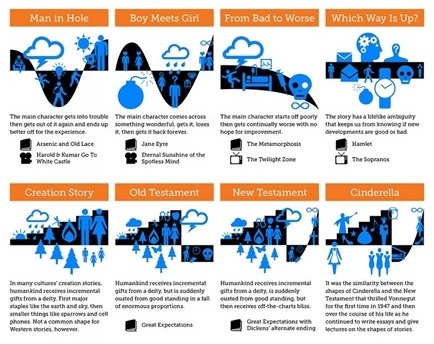 Man in Hole
The main character gets into trouble
then gets out of it again and ends up
better off for the experience.
Arsenic and Old Lace
Harold & Kumar Go To
White Castle
Boy Meets Girl
The main character comes across
something wonderful, gets it, loses
it, then gets it back forever.
Jane Eyre
Eternal Sunshine of the
Spotless Mind
From Bad to Worse
The main character starts off poorly
then gets continually worse with no
hope for improvement.
The Metamorphosis
The Twilight Zone
Which Way Is Up?
The story has a lifelike ambiguity
that keeps us from knowing if new
developments are good or bad.
Hamlet
The Sopranos
Creation Story
In many cultures' creation stories,
humankind receives incremental
gifts from a deity. First major
staples like the earth and sky, then
smaller things like sparrows and cell
phones. Not a common shape for
Western stories, however.
Old Testament
Humankind receives incremental
gifts from a deity, but is suddenly
ousted from good standing in a fall
of enormous proportions.
Great Expectations
New Testament
Humankind receives incremental
gifts from a deity, is suddenly
ousted from good standing, but
then receives off-the-charts bliss.
Great Expectations with
Dickens' alternate ending
Cinderella
It was the similarity between the
shapes of Cinderella and the New
Testament that thrilled Vonnegut
for the first time in 1947 and then
over the course of his life as he
continued to write essays and give
lectures on the shapes of stories.